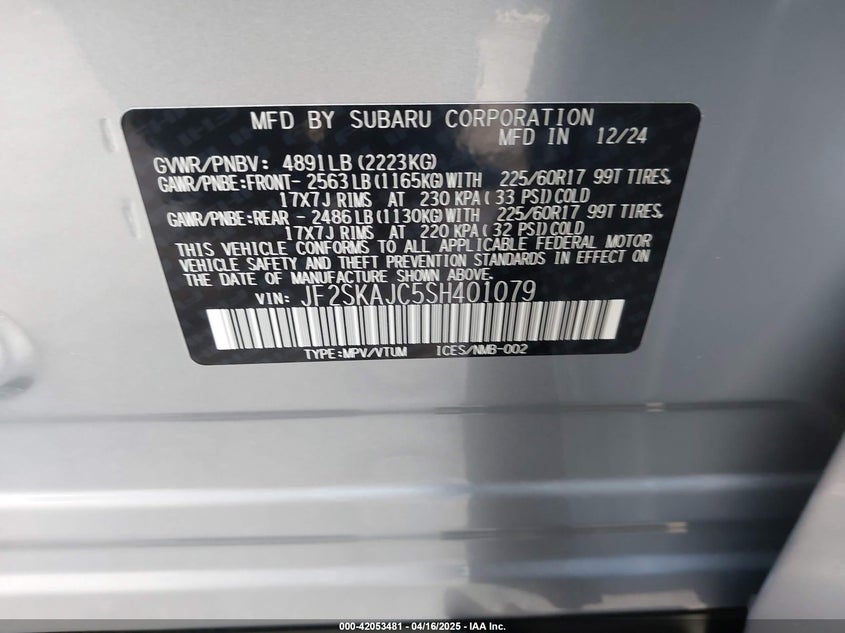 MFD BY SUBARU CORPORATION
MFD IN 12/24
GVWR/PNBV: 4891LB(2223KG)
GAWR/PNBE:FRONT- 2563LB(1165KG)WITH 225/60R17 99T TIRES,
17X7J RIMS AT 230 KPA( 33 PSI)COLD
GAWR/PNBE:REAR - 2486LB(1130KG)WITH 225/60R17 99T TIRES,
17X7J RIMS AT 220 KPA( 32 PSI)COLD
THIS VEHICLE CONFORMS TO ALL APPLICABLE FEDERAL MOTOR
VEHICLE SAFETY AND THEFT PREVENTION STANDARDS IN EFFECT ON
THE DATE OF MANUFACTURE SHOWN ABOVE.
VIN: JF2SKAJC5SH401079
TYPE:MPV/VTUM ICES/NMB-002
000-42053481 - 04/16/2025 - IAA Inc.